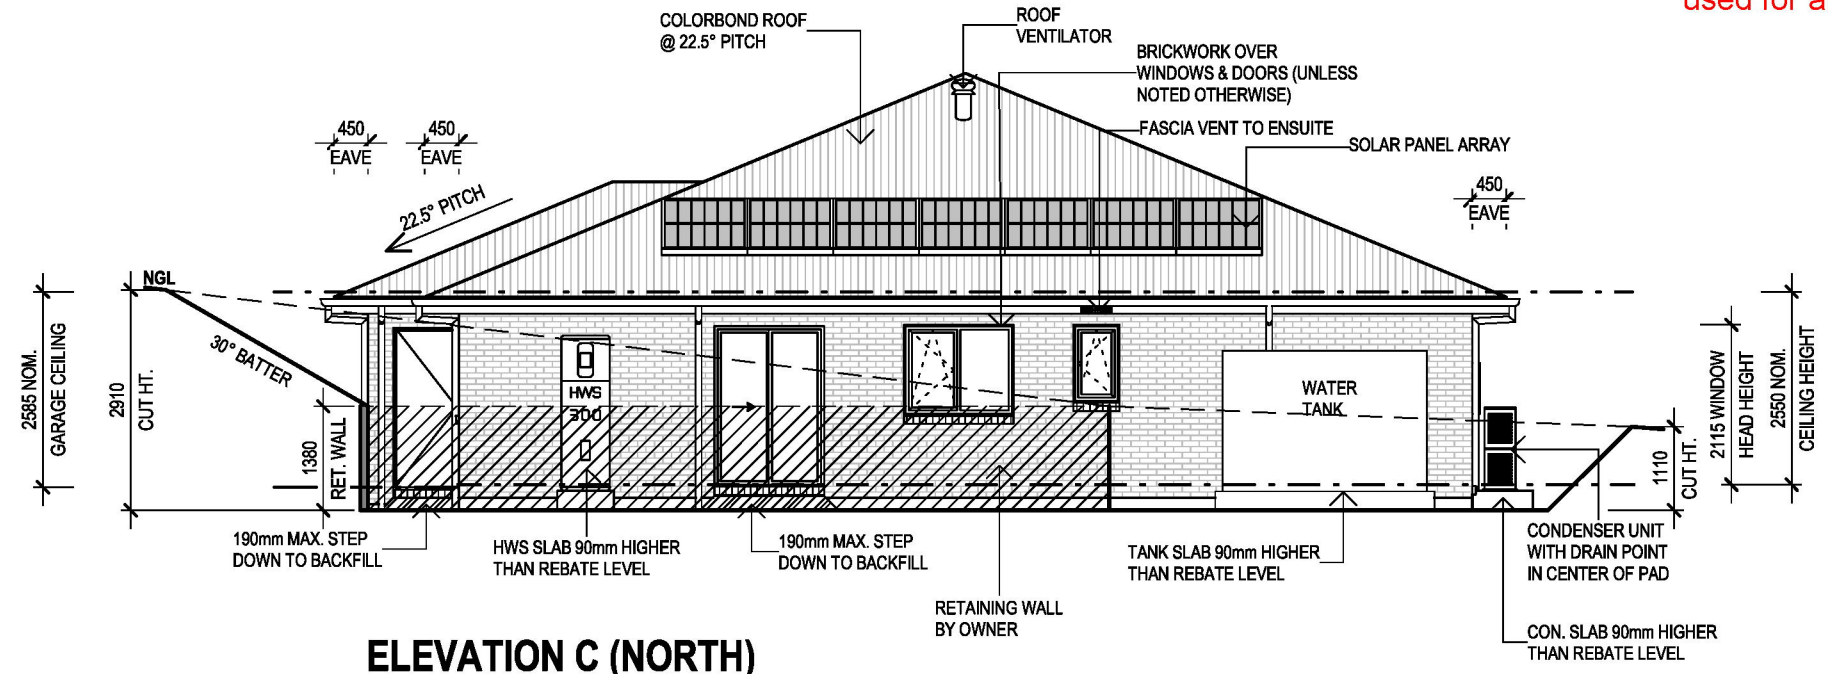 used for a
COLORBOND ROOF
@ 22.5° PITCH
ROOF
VENTILATOR
BRICKWORK OVER
WINDOWS & DOORS (UNLESS
NOTED OTHERWISE)
FASCIA VENT TO ENSUITE
SOLAR PANEL ARRAY
450
EAVE
450
EAVE
450
EAVE
22.5° PITCH
NGL
30° BATTER
2585 NOM.
GARAGE CEILING
2910
CUT HT.
1380
RET. WALL
HWS
300
WATER
TANK
1110
CUT HT.
2115 WINDOW
HEAD HEIGHT
2550 NOM.
CEILING HEIGHT
190mm MAX. STEP
DOWN TO BACKFILL
HWS SLAB 90mm HIGHER
THAN REBATE LEVEL
190mm MAX. STEP
DOWN TO BACKFILL
RETAINING WALL
BY OWNER
TANK SLAB 90mm HIGHER
THAN REBATE LEVEL
CONDENSER UNIT
WITH DRAIN POINT
IN CENTER OF PAD
CON. SLAB 90mm HIGHER
THAN REBATE LEVEL
ELEVATION C (NORTH)